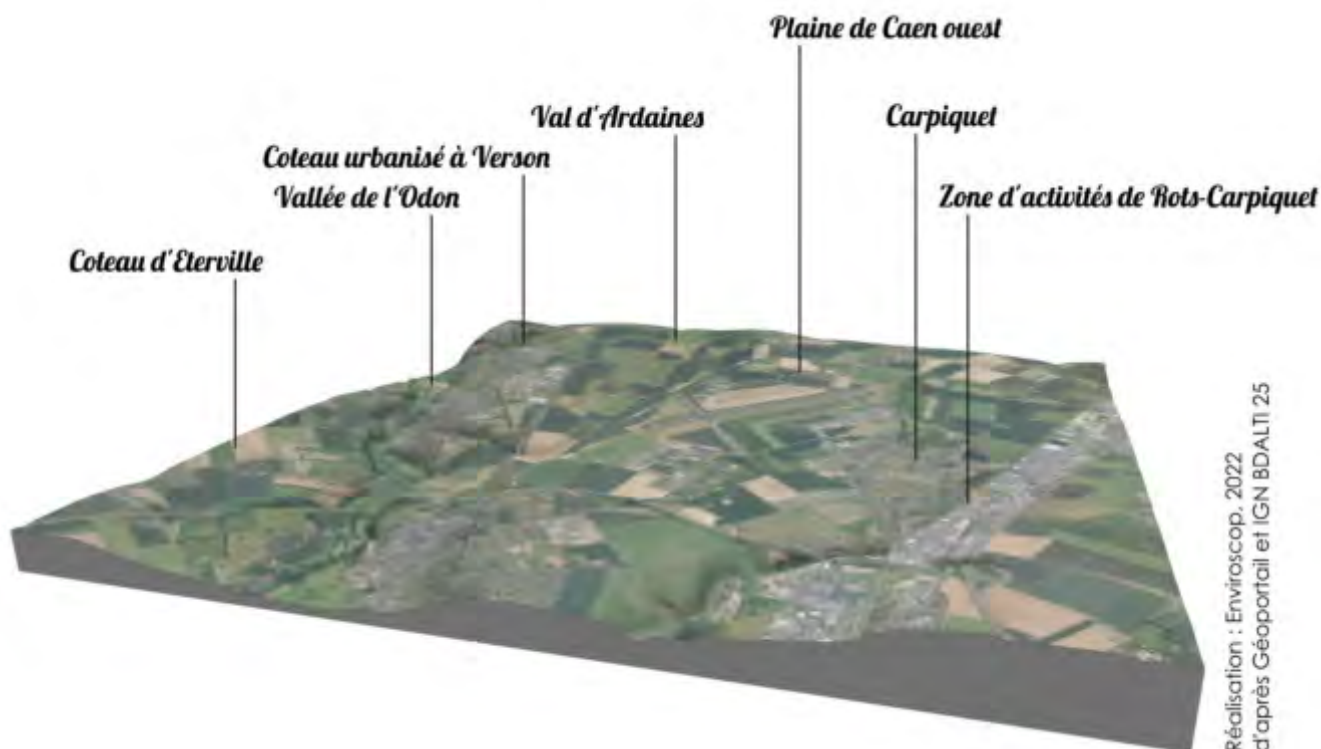 Plaine de Caen ouest
Val d'Ardaines
Carpiquet
Coteau urbanisé à Verson
Vallée de l'Odon
Zone d'activités de Rots-Carpiquet
Coteau d'Eterville
Réalisation : Enviroscop, 2022
d'après Géoportail et IGN BDALTI 25